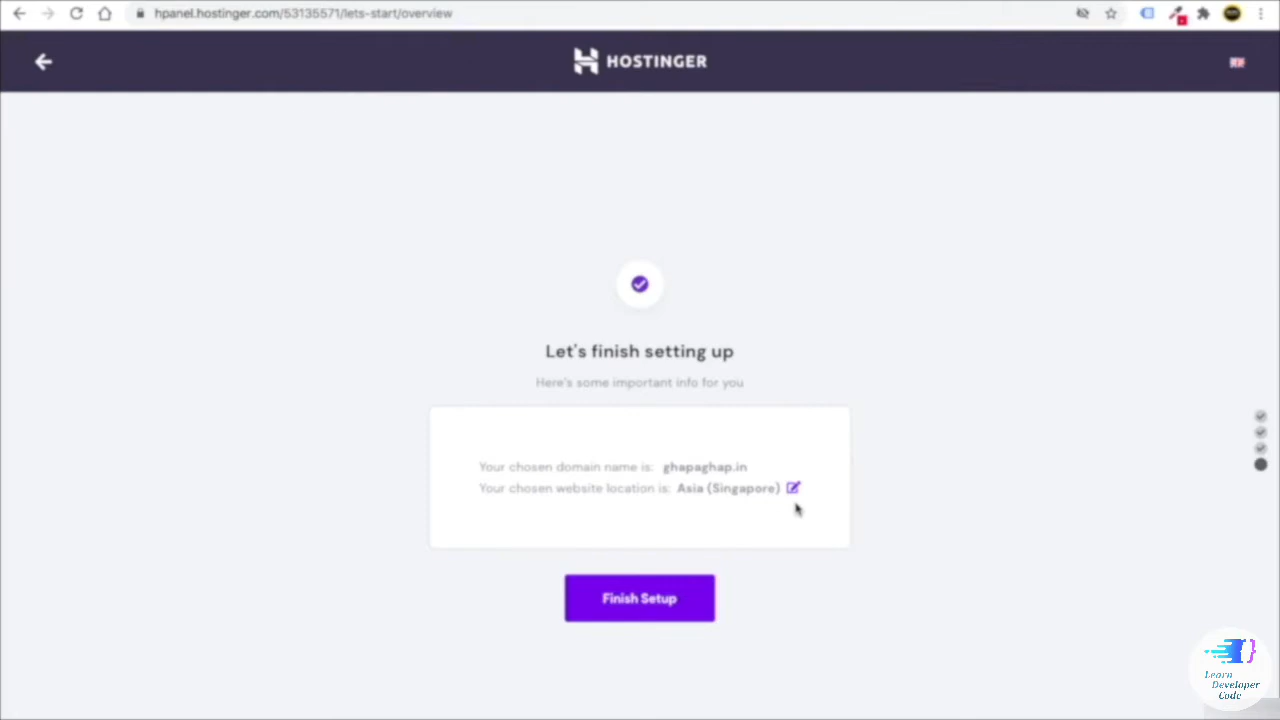 hpanel.hostinger.com/53135571/lets-start/overview
HOSTINGER
Let's finish setting up
Here's some important info for you
Your chosen domain name is: ghapaghap.in
Your chosen website location is: Asia (Singapore)
Finish Setup
Learn
Developer
Code